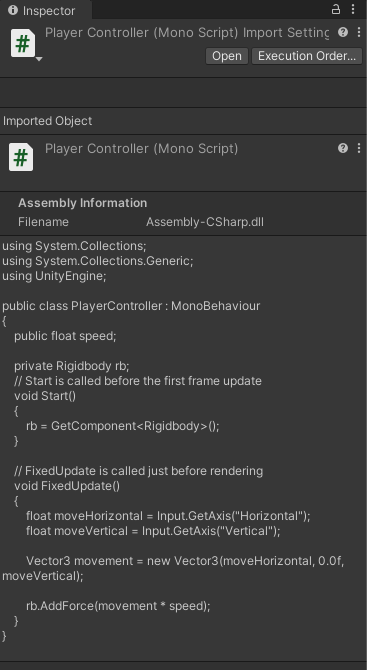 Inspector
Player Controller (Mono Script) Import Setting
Open
Execution Order...
Imported Object
#
Player Controller (Mono Script)
Assembly Information
Filename Assembly-CSharp.dll
using System.Collections;
using System.Collections.Generic;
using UnityEngine;
public class PlayerController : MonoBehaviour
{
public float speed;
private Rigidbody rb;
// Start is called before the first frame update
void Start()
{
rb = GetComponent<Rigidbody>();
}
// FixedUpdate is called just before rendering
void FixedUpdate()
{
float moveHorizontal = Input.GetAxis("Horizontal");
float moveVertical = Input.GetAxis("Vertical");
Vector3 movement = new Vector3(moveHorizontal, 0.0f,
moveVertical);
rb.AddForce(movement * speed);
}
}